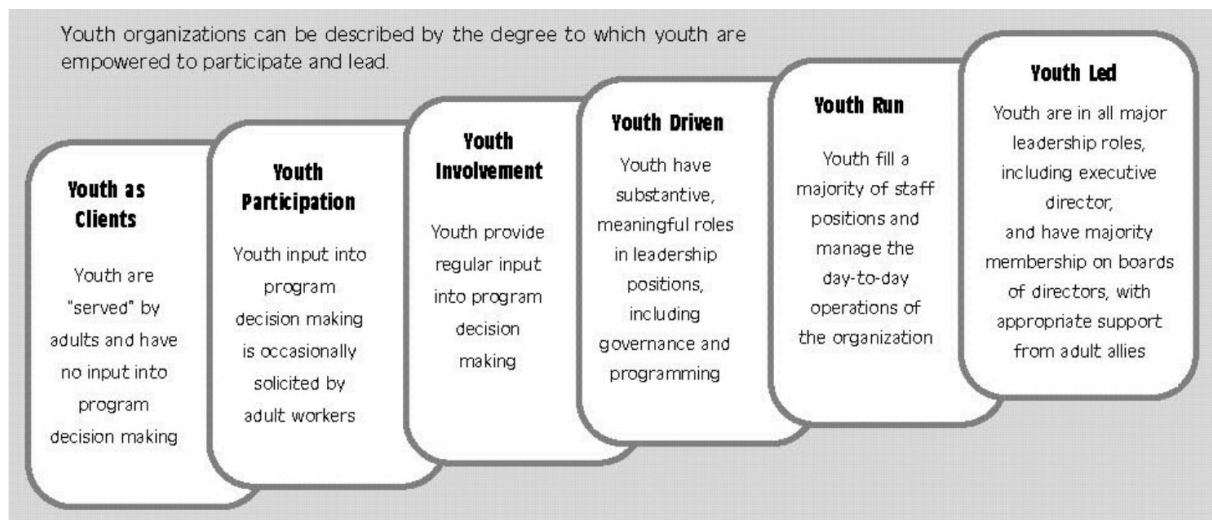 Youth organizations can be described by the degree to which youth are
empowered to participate and lead.
Youth as
Clients
Youth are
"served" by
adults and have
no input into
program
decision making
Youth
Participation
Youth input into
program
decision making
is occasionally
solicited by
adult workers
Youth
Involvement
Youth provide
regular input
into program
decision
making
Youth Driven
Youth have
substantive,
meaningful roles
in leadership
positions,
including
governance and
programming
Youth Run
Youth fill a
majority of staff
positions and
manage the
day-to-day
operations of
the organization
Youth Led
Youth are in all major
leadership roles,
including executive
director,
and have majority
membership on boards
of directors, with
appropriate support
from adult allies